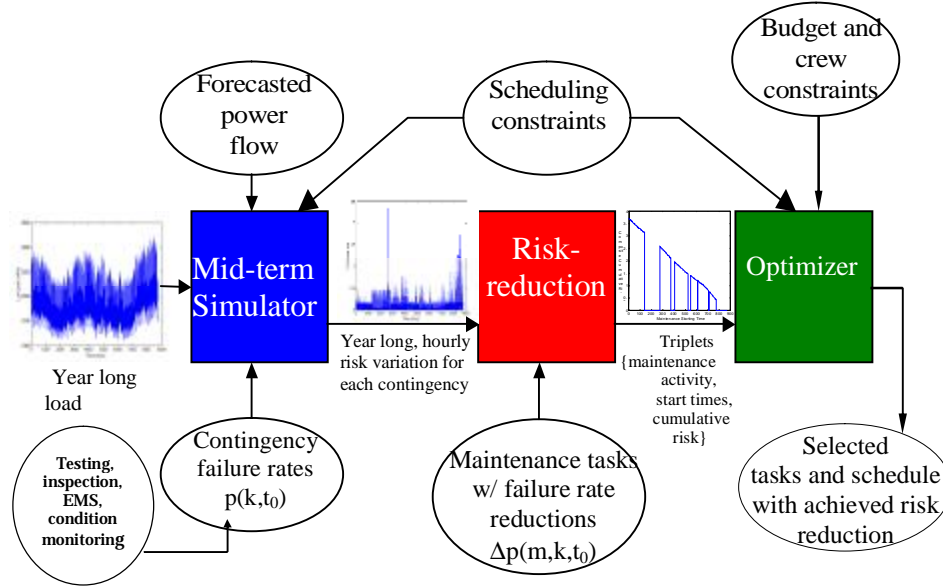 Budget and
crew
constraints
Forecasted
power
flow
Scheduling
constraints
Mid-term
Simulator
Risk-
reduction
Optimizer
Maintenance Starting Time
Year long
load
Year long, hourly
risk variation for
each contingency
Triplets
{maintenance
activity,
start times,
cumulative
risk}
Testing,
inspection,
EMS,
condition
monitoring
Contingency
failure rates
p(k,t₀)
Maintenance tasks
w/ failure rate
reductions
Δp(m,k,t₀)
Selected
tasks and schedule
with achieved risk
reduction